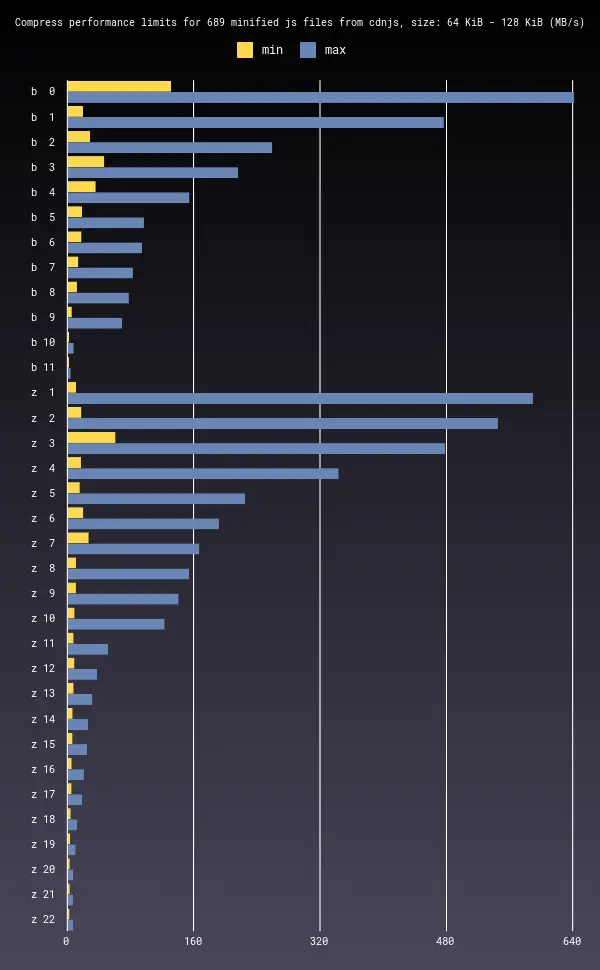 Compress performance limits for 689 minified js files from cdnjs, size: 64 KiB - 128 KiB (MB/s)
min max
b 0
b 1
b 2
b 3
b 4
b 5
b 6
b 7
b 8
b 9
b 10
b 11
z 1
z 2
z 3
z 4
z 5
z 6
z 7
z 8
z 9
z 10
z 11
z 12
z 13
z 14
z 15
z 16
z 17
z 18
z 19
z 20
z 21
z 22
0 160 320 480 640